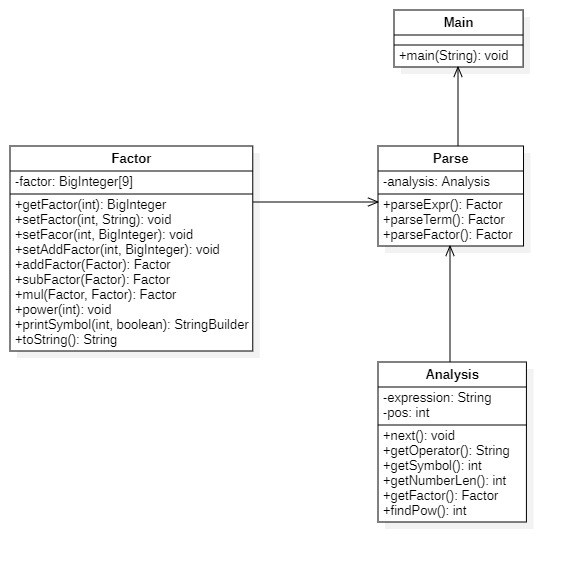 Main
+main(String): void
Factor
-factor: BigInteger[9]
+getFactor(int): BigInteger
+setFactor(int, String): void
+setFacor(int, BigInteger): void
+setAddFactor(int, BigInteger): void
+addFactor(Factor): Factor
+subFactor(Factor): Factor
+mul(Factor, Factor): Factor
+power(int): void
+printSymbol(int, boolean): StringBuilder
+toString(): String
Parse
-analysis: Analysis
+parseExpr(): Factor
+parseTerm(): Factor
+parseFactor(): Factor
Analysis
-expression: String
-pos: int
+next(): void
+getOperator(): String
+getSymbol(): int
+getNumberLen(): int
+getFactor(): Factor
+findPow(): int